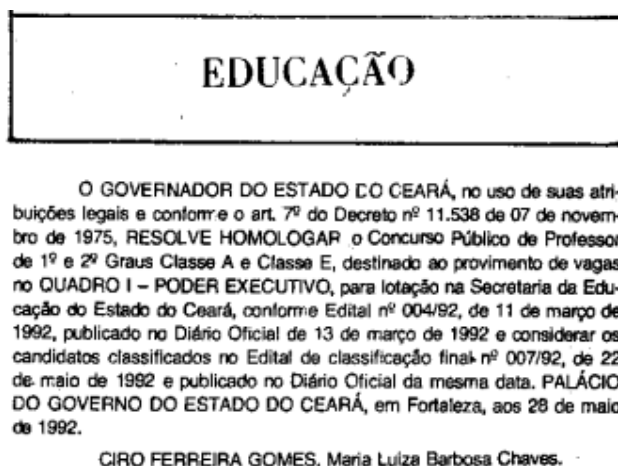 EDUCAÇÃO
O GOVERNADOR DO ESTADO DO CEARÁ, no uso de suas atri-
buições legais e conforme o art. 7º do Decreto nº 11.538 de 07 de novem-
bro de 1975, RESOLVE HOMOLOGAR o Concurso Público de Professor
de 1º e 2º Graus Classe A e Classe E, destinado ao provimento de vagas
no QUADRO I – PODER EXECUTIVO, para lotação na Secretaria da Edu-
cação do Estado do Ceará, conforme Edital nº 004/92, de 11 de março de
1992, publicado no Diário Oficial de 13 de março de 1992 e considerar os
candidatos classificados no Edital de classificação final nº 007/92, de 22
de maio de 1992 e publicado no Diário Oficial da mesma data. PALÁCIO
DO GOVERNO DO ESTADO DO CEARÁ, em Fortaleza, aos 28 de maio
de 1992.
CIRO FERREIRA GOMES. Maria Luiza Barbosa Chaves.